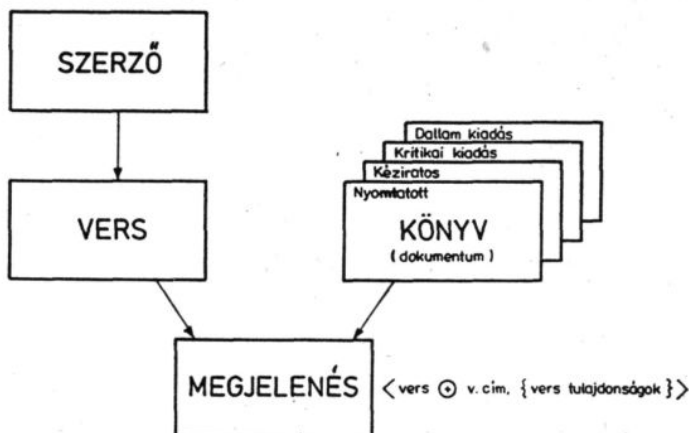 SZERZŐ
Dallam kiadás
Kritikai kiadás
Kéziratos
Nyomtatott
VERS
KÖNYV
( dokumentum )
MEGJELENÉS
< vers ⊕ v. cím, { vers tulajdonságok } >